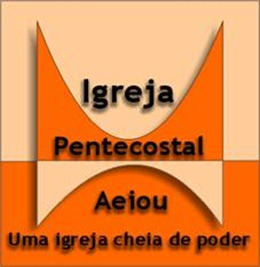 Igreja
Pentecostal
Aeiou
Uma igreja cheia de poder